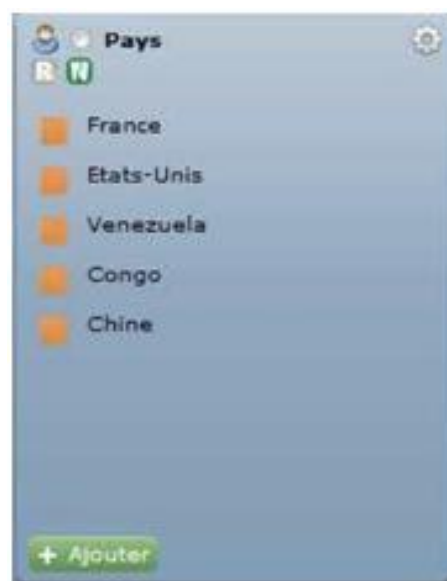 Pays
R N
France
Etats-Unis
Venezuela
Congo
Chine
+ Ajouter